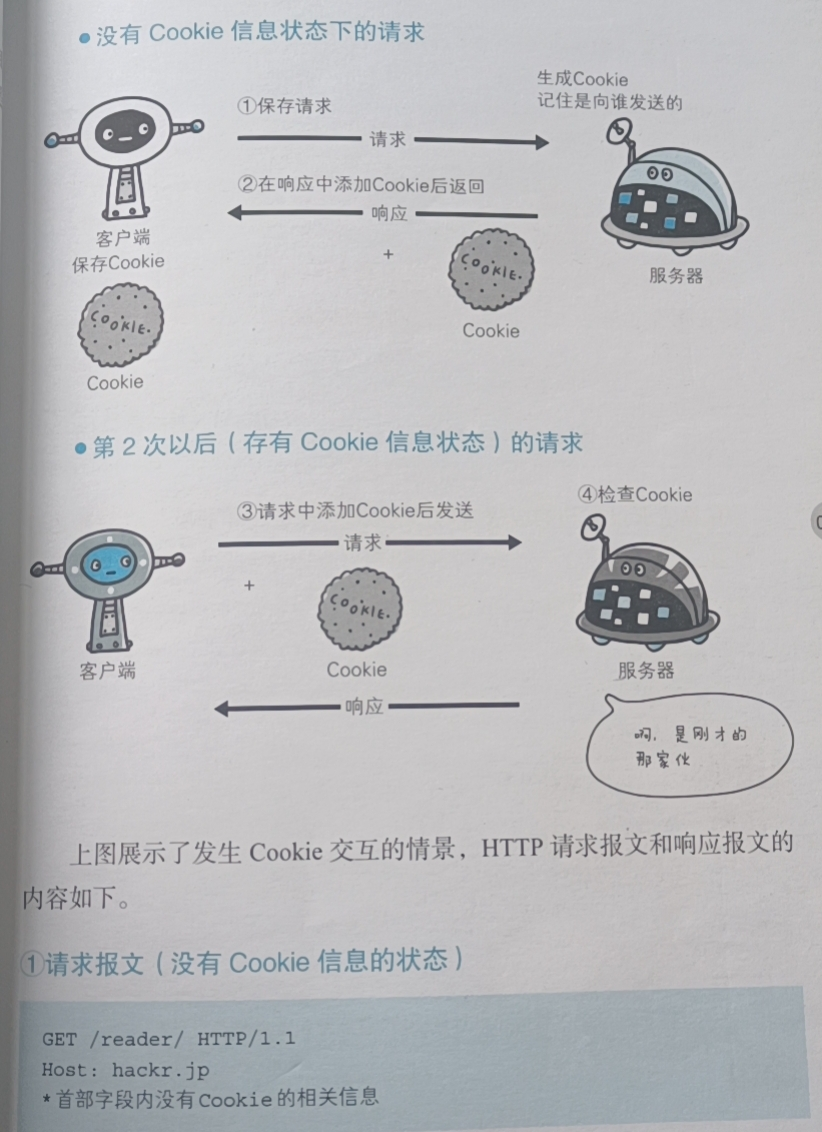 ●没有 Cookie 信息状态下的请求
生成Cookie
记住是向谁发送的
①保存请求
请求
②在响应中添加Cookie后返回
响应
客户端
保存Cookie
+
COOKIE.
服务器
COOKIE.
Cookie
Cookie
●第 2 次以后（存有 Cookie 信息状态）的请求
④检查Cookie
③请求中添加Cookie后发送
请求
+
COOKIE.
客户端
Cookie
服务器
响应
啊，是刚才的
那家伙
上图展示了发生 Cookie 交互的情景，HTTP 请求报文和响应报文的
内容如下。
①请求报文（没有 Cookie 信息的状态）
GET /reader/ HTTP/1.1
Host: hackr.jp
*首部字段内没有Cookie的相关信息